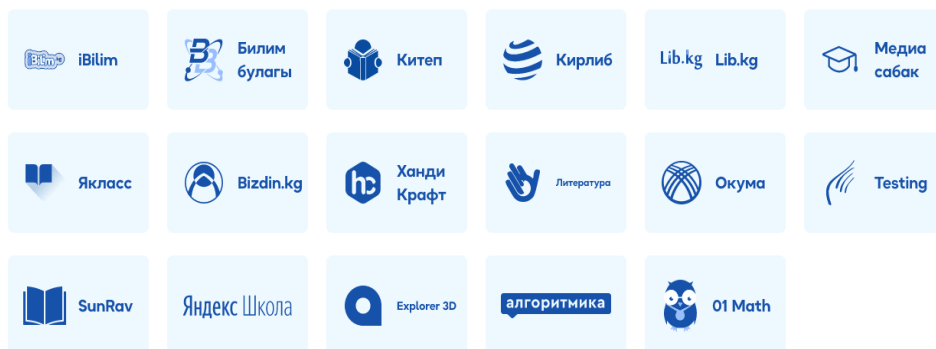 iBilim iBilim
Билим булагы
Китеп
Кирлиб
Lib.kg Lib.kg
Медиа сабак
Якласс
Bizdin.kg
hc Ханди Крафт
Литература
Окума
Testing
SunRav
Яндекс Школа
Explorer 3D
алгоритмика
01 Math